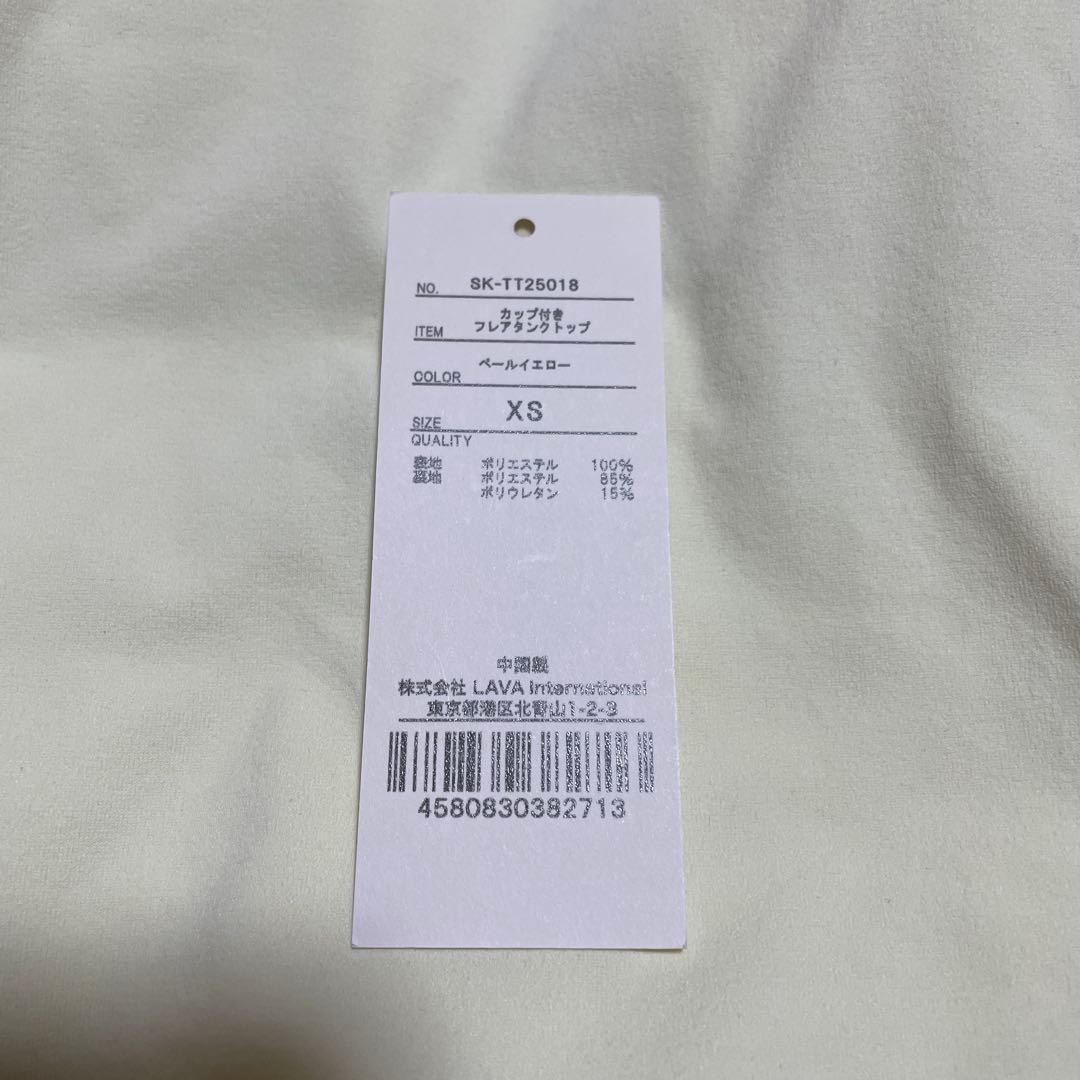 NO. SK-TT25018
カップ付き
ITEM フレアタンクトップ
COLOR ペールイエロー
SIZE XS
QUALITY
表地 ポリエステル 100%
裏地 ポリエステル 85%
ポリウレタン 15%
中国製
株式会社 LAVA International
東京都港区北青山1-2-3
4580830382713